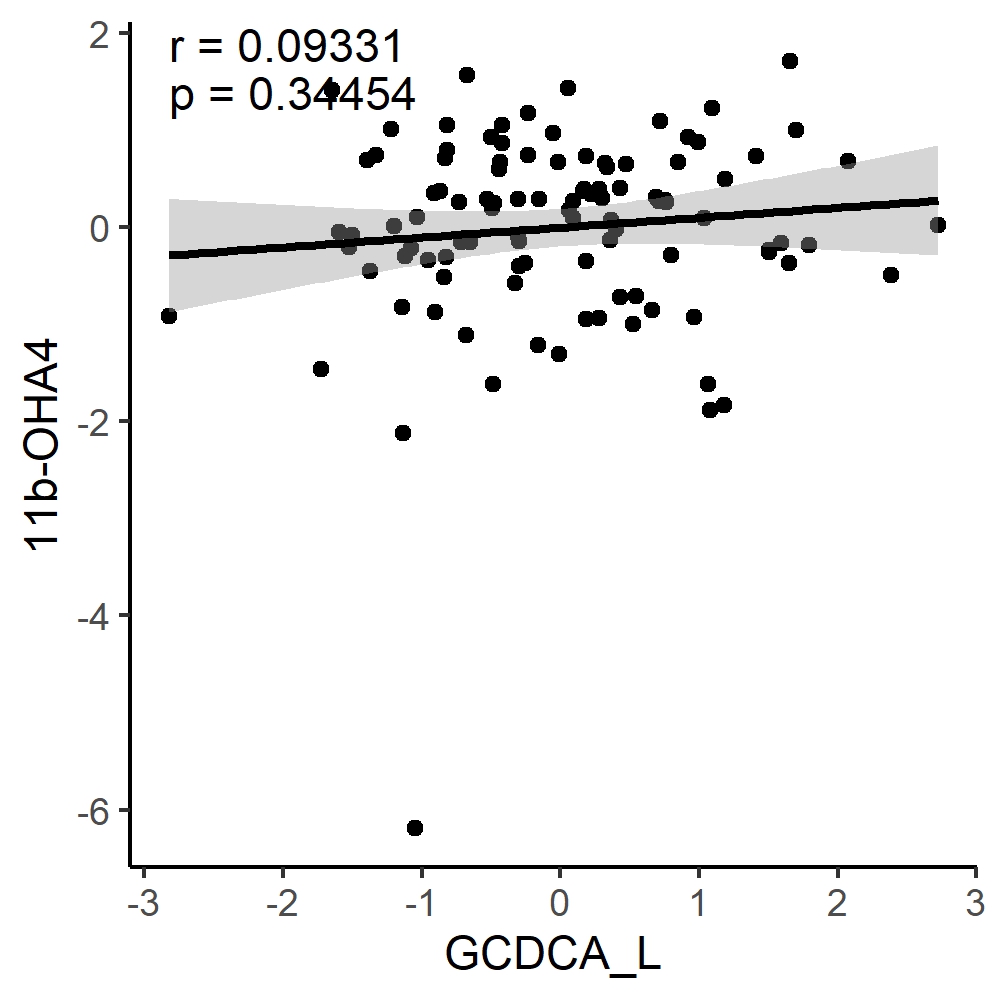 r = 0.09331
p = 0.34454
2
0
-2
-4
-6
11b-OHA4
-3 -2 -1 0 1 2 3
GCDCA_L